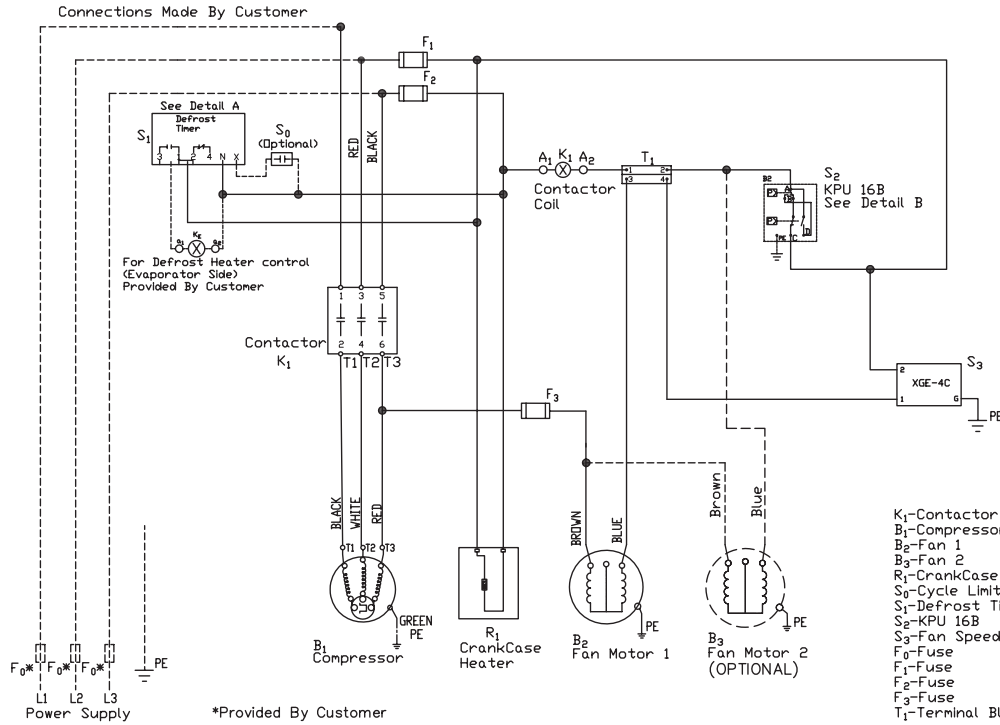 Connections Made By Customer
F1
F2
See Detail A
Defrost
Timer
S1
3 2 4 N X
S0
(Optional)
RED
BLACK
A1 K1 A2
Contactor
Coil
T1
1 2
3 4
B2
S2
KPU 16B
See Detail B
P
A
P
D
PE C
KE
For Defrost Heater control
(Evaporator Side)
Provided By Customer
1 3 5
2 4 6
Contactor
K1
T1 T2 T3
S3
2
XGE-4C
1 G
PE
F3
BLACK
WHITE
RED
BROWN
BLUE
Brown
Blue
T1 T2 T3
GREEN
PE
B1
Compressor
R1
CrankCase
Heater
PE
B2
Fan Motor 1
PE
B3
Fan Motor 2
(OPTIONAL)
K1-Contactor
B1-Compressor
B2-Fan 1
B3-Fan 2
R1-CrankCase
S0-Cycle Limit
S1-Defrost Ti
S2-KPU 16B
S3-Fan Speed
F0-Fuse
F1-Fuse
F2-Fuse
F3-Fuse
T1-Terminal Bl
F0* F0* F0*
PE
L1 L2 L3
Power Supply
*Provided By Customer